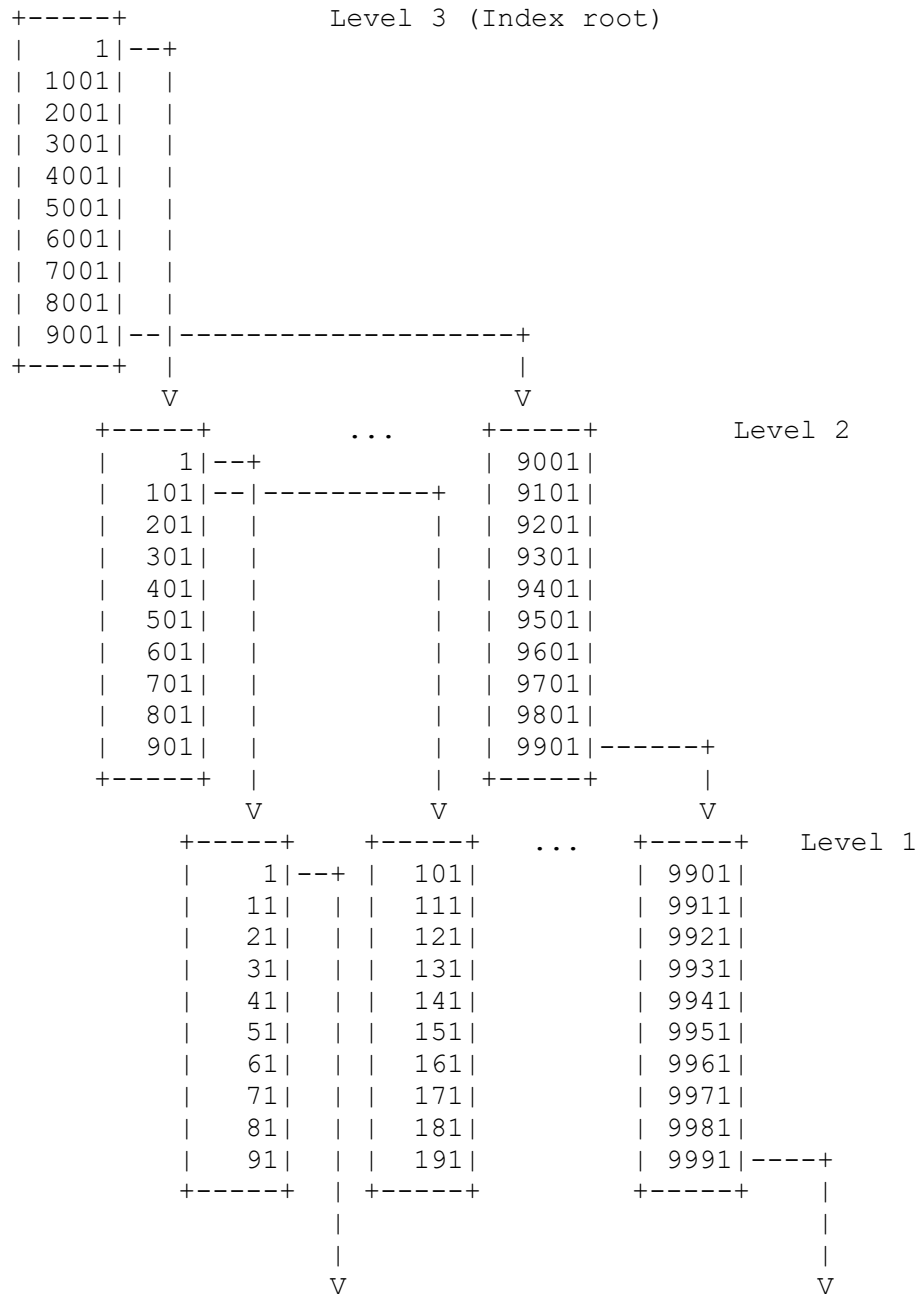 +-----+           Level 3 (Index root)
|    1|--+
| 1001|  |
| 2001|  |
| 3001|  |
| 4001|  |
| 5001|  |
| 6001|  |
| 7001|  |
| 8001|  |
| 9001|--|------------------+
+-----+  |                  |
         V                  V
     +-----+       ...    +-----+       Level 2
     |    1|--+           | 9001|
     |  101|--|---------+ | 9101|
     |  201|  |         | | 9201|
     |  301|  |         | | 9301|
     |  401|  |         | | 9401|
     |  501|  |         | | 9501|
     |  601|  |         | | 9601|
     |  701|  |         | | 9701|
     |  801|  |         | | 9801|
     |  901|  |         | | 9901|------+
     +-----+  |         | +-----+      |
              V         V              V
          +-----+   +-----+   ...  +-----+   Level 1
          |    1|--+ |  101|        | 9901|
          |   11|  | |  111|        | 9911|
          |   21|  | |  121|        | 9921|
          |   31|  | |  131|        | 9931|
          |   41|  | |  141|        | 9941|
          |   51|  | |  151|        | 9951|
          |   61|  | |  161|        | 9961|
          |   71|  | |  171|        | 9971|
          |   81|  | |  181|        | 9981|
          |   91|  | |  191|        | 9991|----+
          +-----+  | +-----+        +-----+    |
                   |                           |
                   |                           |
                   V                           V